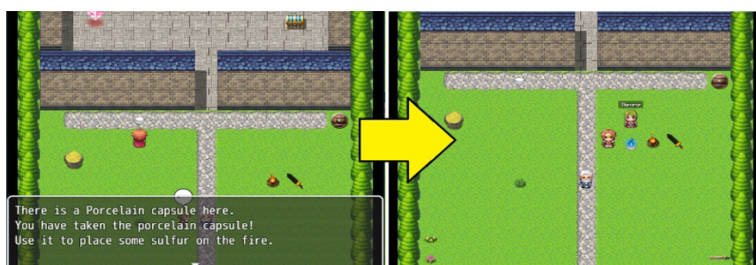 There is a Porcelain capsule here.
You have taken the porcelain capsule!
Use it to place some sulfur on the fire.